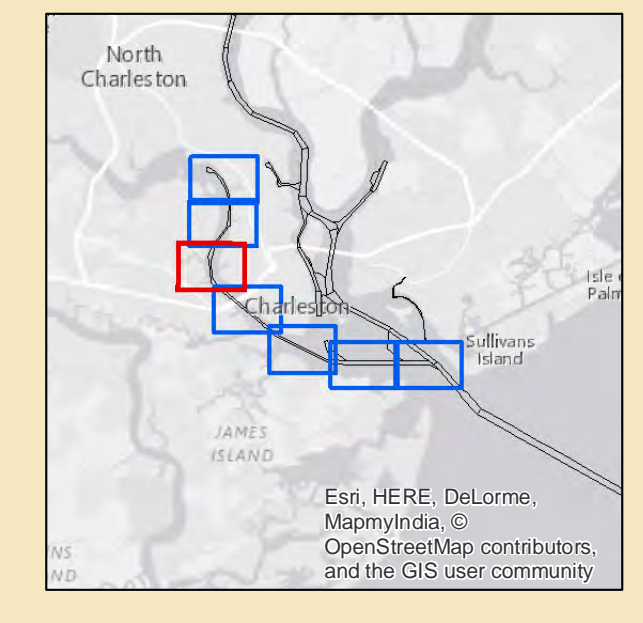 North
Charleston
Isle
Palm
Charleston
Sullivans
Island
JAMES
ISLAND
Esri, HERE, DeLorme,
MapmyIndia, ©
OpenStreetMap contributors,
and the GIS user community
NS
ND